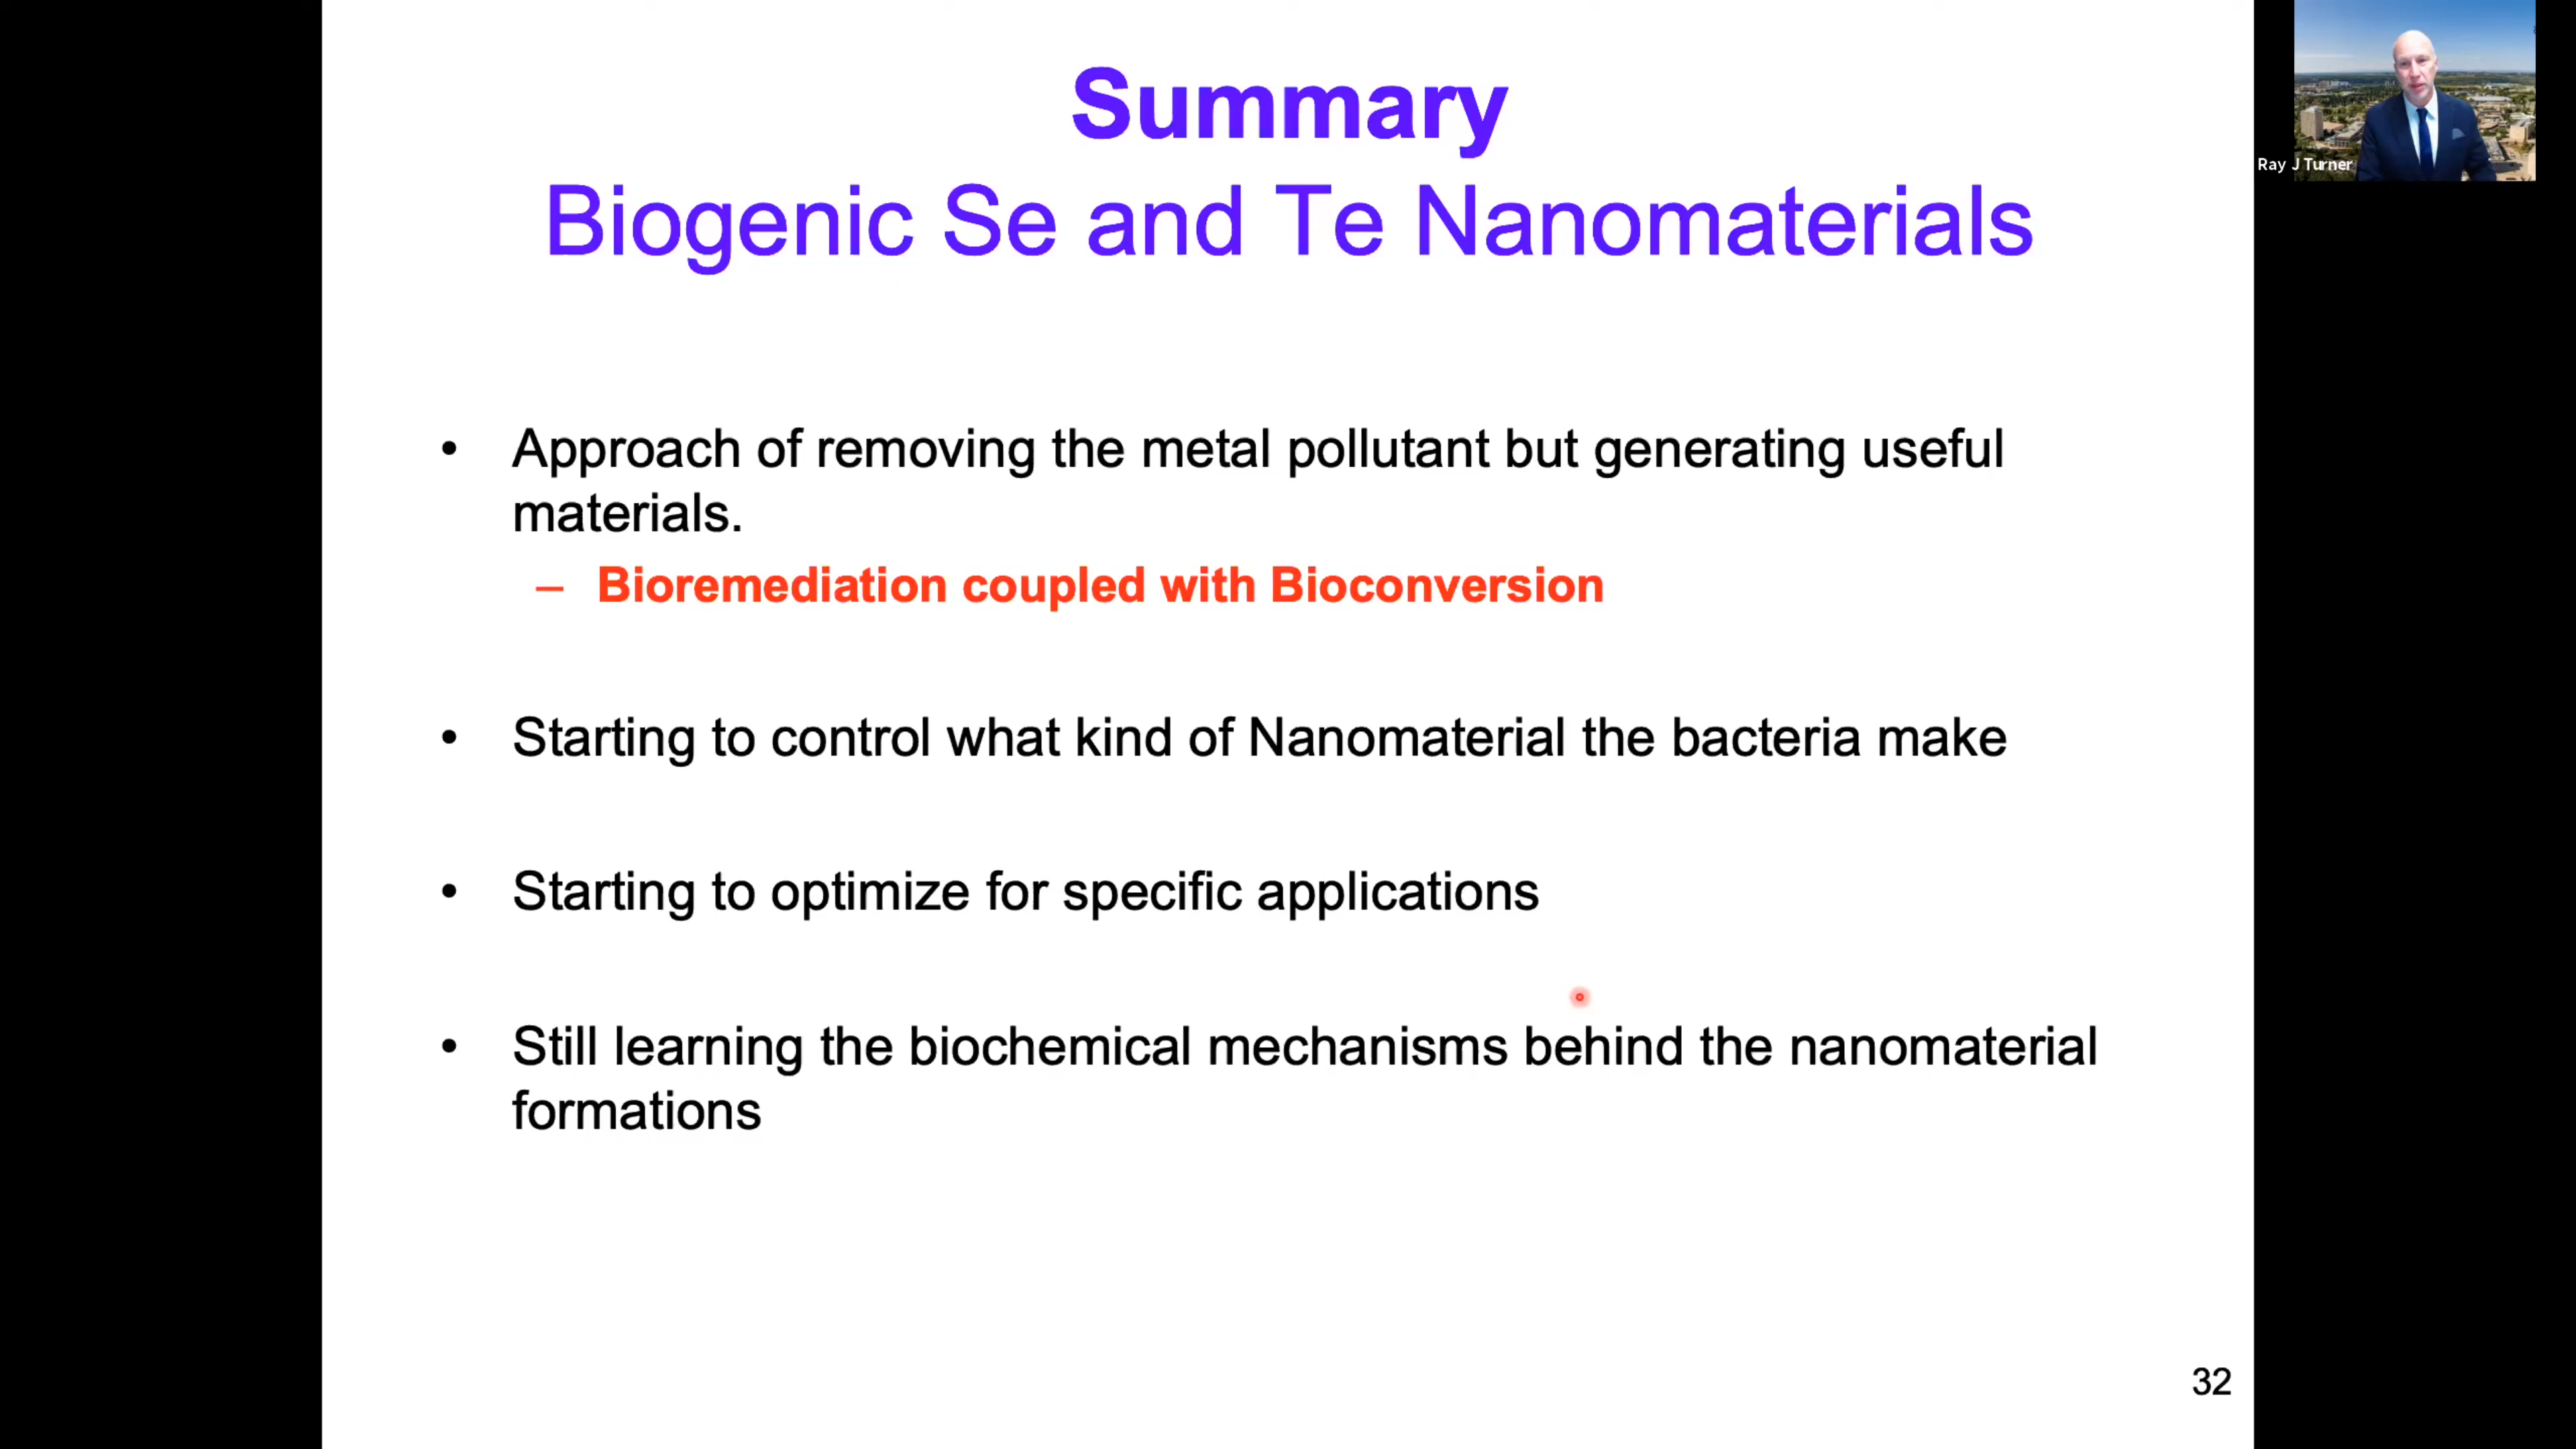 Summary
Biogenic Se and Te Nanomaterials
Ray J Turner
• Approach of removing the metal pollutant but generating useful
materials.
– Bioremediation coupled with Bioconversion
• Starting to control what kind of Nanomaterial the bacteria make
• Starting to optimize for specific applications
• Still learning the biochemical mechanisms behind the nanomaterial
formations
32